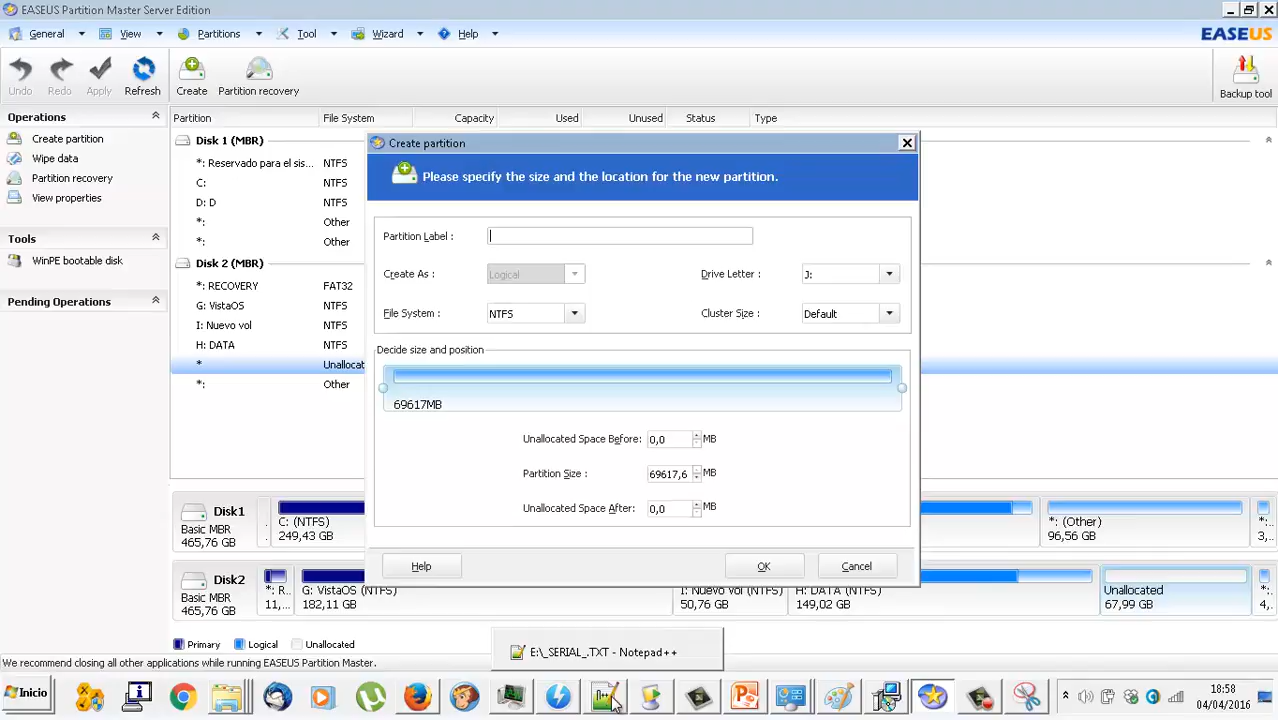 EASEUS Partition Master Server Edition
General View Partitions Tool Wizard Help EASEUS
Undo Redo Apply Refresh Create Partition recovery Backup tool
Operations
Create partition
Wipe data
Partition recovery
View properties
Tools
WinPE bootable disk
Pending Operations
Partition File System Capacity Used Unused Status Type
Disk 1 (MBR)
*: Reservado para el sis... NTFS
C: NTFS
D: D NTFS
*: Other
*: Other
Disk 2 (MBR)
*: RECOVERY FAT32
G: VistaOS NTFS
I: Nuevo vol NTFS
H: DATA NTFS
* Unallocat
*: Other
Create partition
Please specify the size and the location for the new partition.
Partition Label :
Create As : Logical Drive Letter : J:
File System : NTFS Cluster Size : Default
Decide size and position
69617MB
Unallocated Space Before: 0,0 MB
Partition Size : 69617,6 MB
Unallocated Space After: 0,0 MB
Help OK Cancel
Disk1
Basic MBR
465,76 GB
C: (NTFS)
249,43 GB
*: (Other)
96,56 GB
3,...
Disk2
Basic MBR
465,76 GB
*: R...
11,...
G: VistaOS (NTFS)
182,11 GB
I: Nuevo vol (NTFS)
50,76 GB
H: DATA (NTFS)
149,02 GB
Unallocated
67,99 GB
*:
4,...
Primary Logical Unallocated
We recommend closing all other applications while running EASEUS Partition Master.
E:\_SERIAL_.TXT - Notepad++
Inicio
18:58
04/04/2016